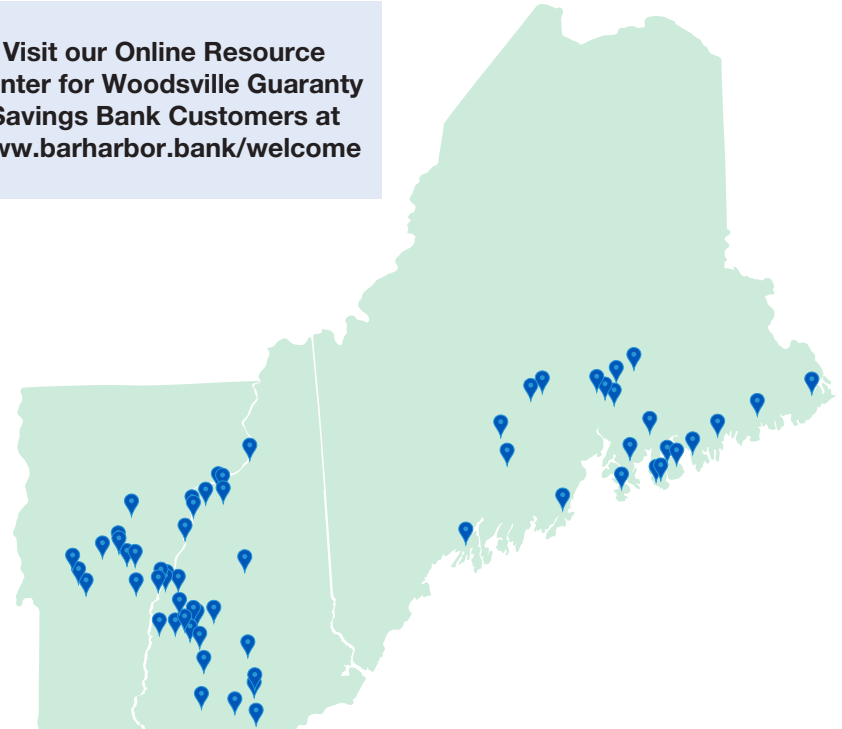 Visit our Online Resource
nter for Woodsville Guaranty
Savings Bank Customers at
ww.barharbor.bank/welcome